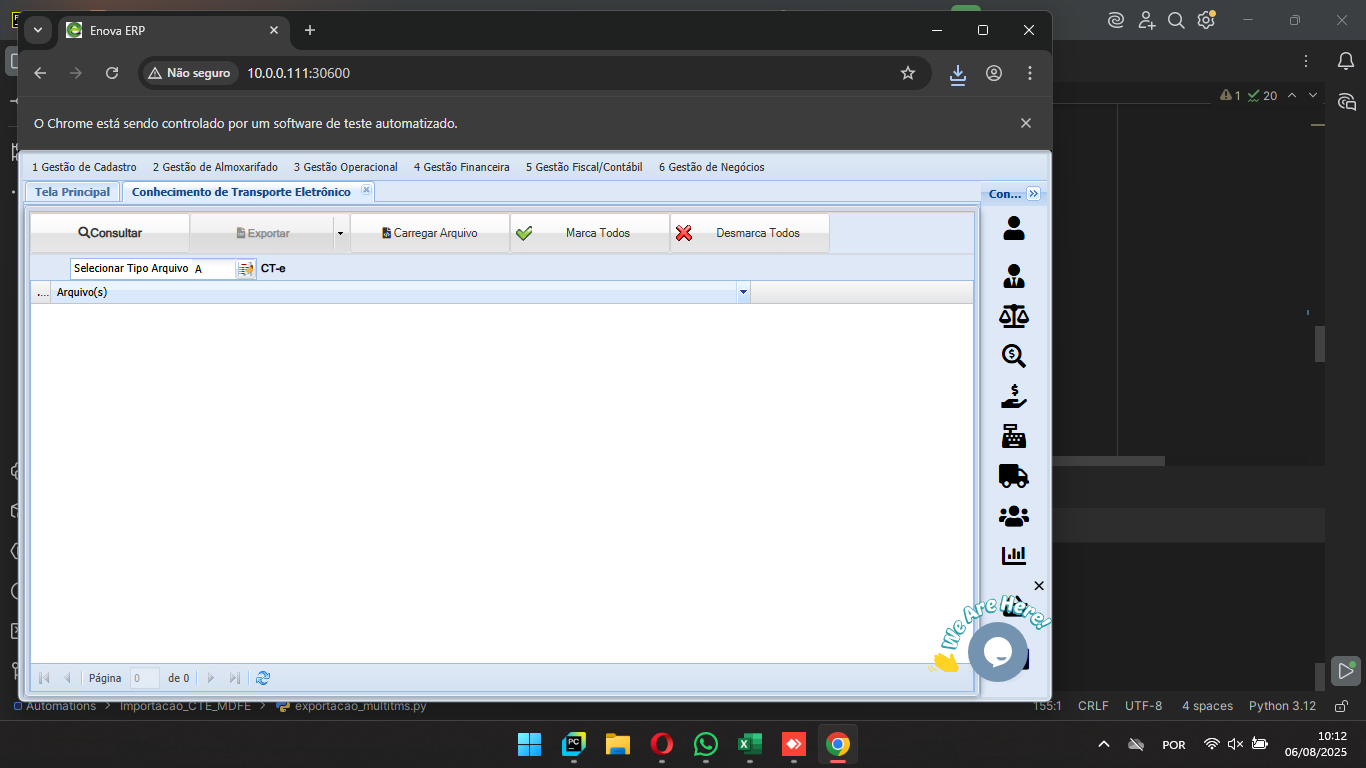 Enova ERP
Não seguro
10.0.0.111:30600
1
20
O Chrome está sendo controlado por um software de teste automatizado.
1 Gestão de Cadastro 2 Gestão de Almoxarifado 3 Gestão Operacional 4 Gestão Financeira 5 Gestão Fiscal/Contábil 6 Gestão de Negócios
Tela Principal Conhecimento de Transporte Eletrônico Con...
Consultar Exportar Carregar Arquivo Marca Todos Desmarca Todos
Selecionar Tipo Arquivo A CT-e
.... Arquivo(s)
We Are Here!
Página 0 de 0
Automations > Importacao_CTE_MDFE > exportacao_multitms.py 155:1 CRLF UTF-8 4 spaces Python 3.12
PC
POR
10:12
06/08/2025